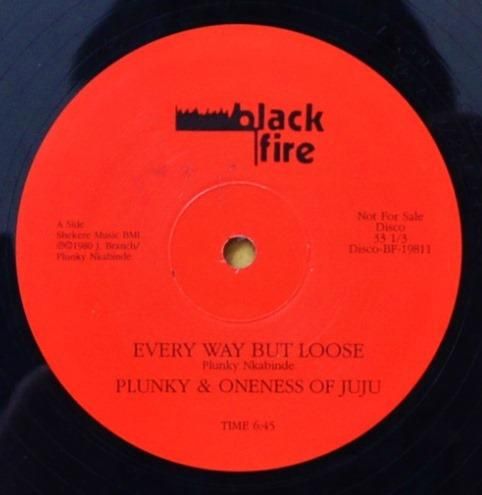 black
fire
A Side
Shekere Music BMI
℗©1980 J. Branch/
Plunky Nkabinde
Not For Sale
Disco
33 1/3
Disco-BF-19811
EVERY WAY BUT LOOSE
Plunky Nkabinde
PLUNKY & ONENESS OF JUJU
TIME 6:45